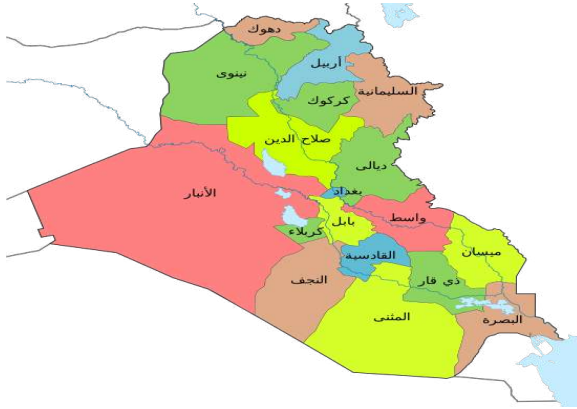 دهوك
أربيل
نينوى
السليمانية
كركوك
صلاح الدين
ديالى
بغداد
الأنبار
واسط
بابل
كربلاء
ميسان
القادسية
النجف
ذي قار
المثنى
البصرة